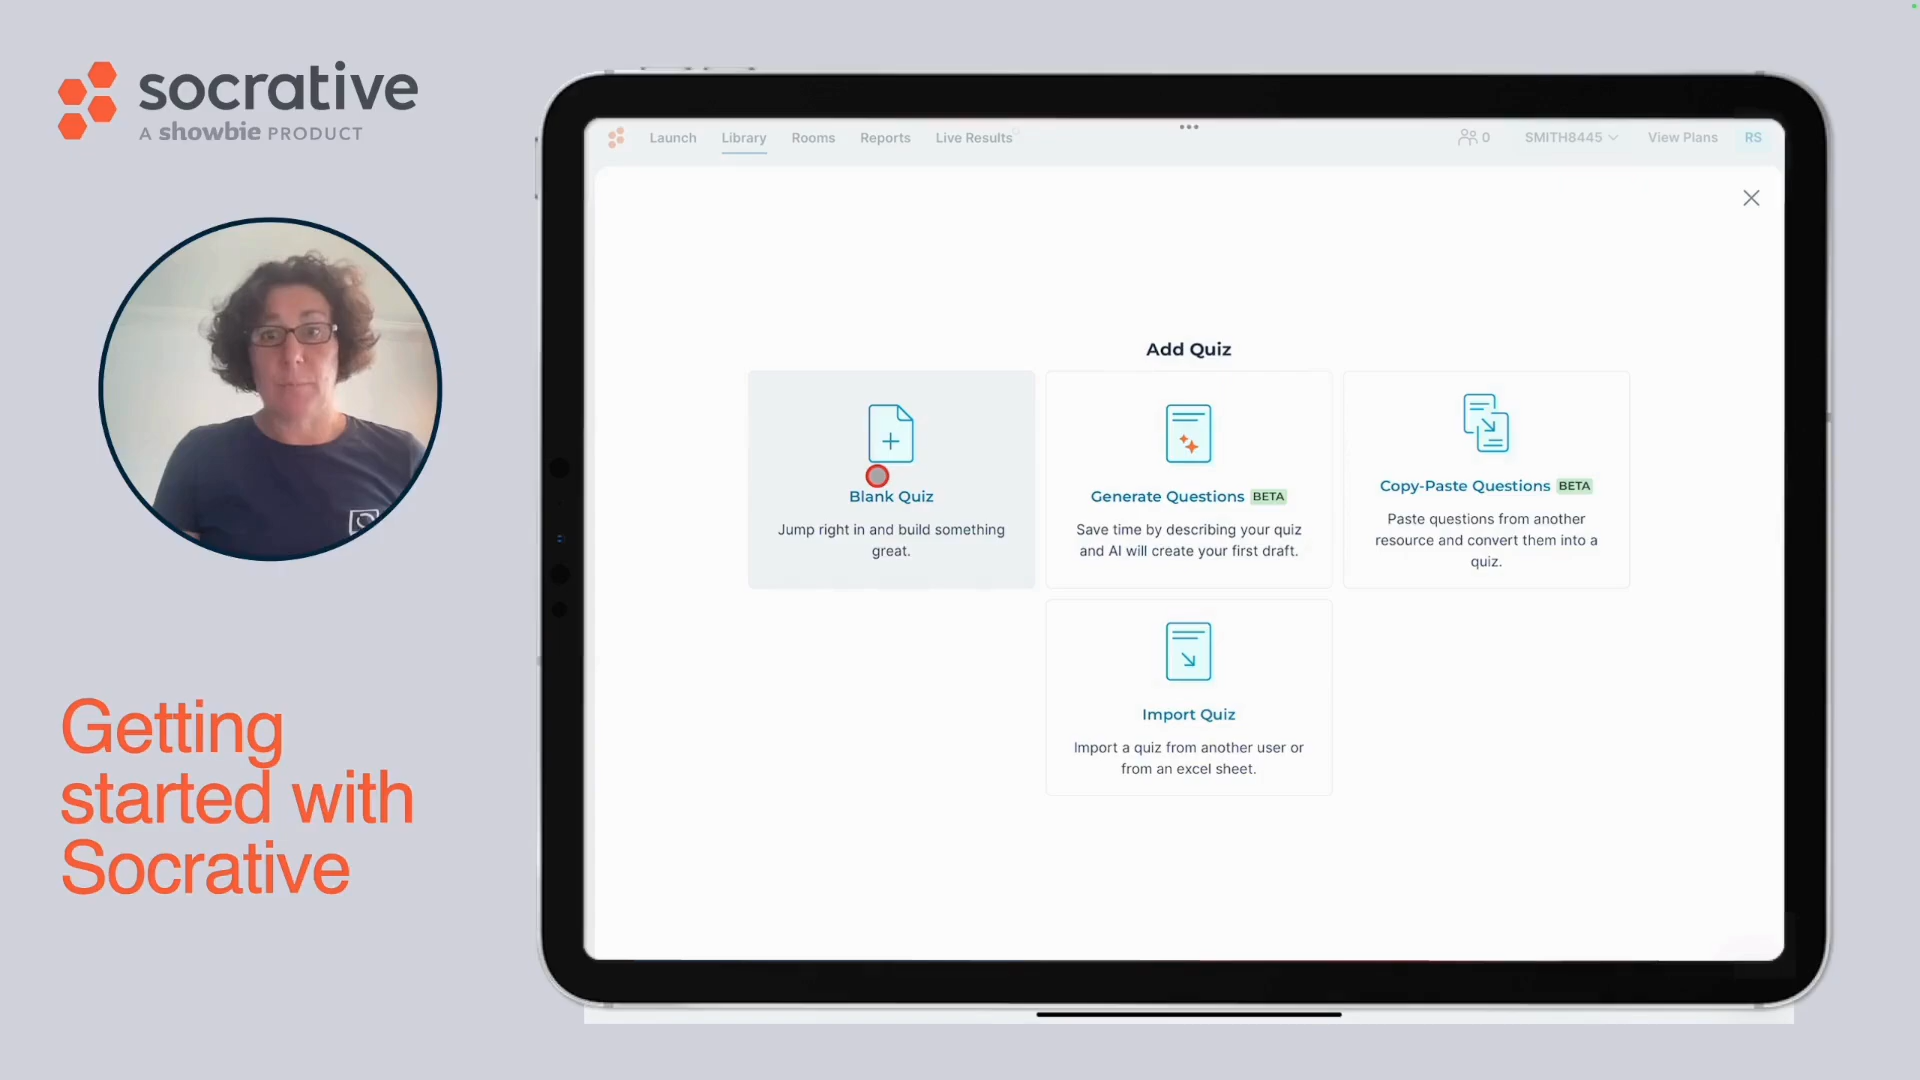 socrative
A showbie PRODUCT
Getting
started with
Socrative
Launch
Library
Rooms
Reports
Live Results
0
SMITH8445
View Plans
RS
Add Quiz
Blank Quiz
Jump right in and build something
great.
Generate Questions BETA
Save time by describing your quiz
and AI will create your first draft.
Copy-Paste Questions BETA
Paste questions from another
resource and convert them into a
quiz.
Import Quiz
Import a quiz from another user or
from an excel sheet.